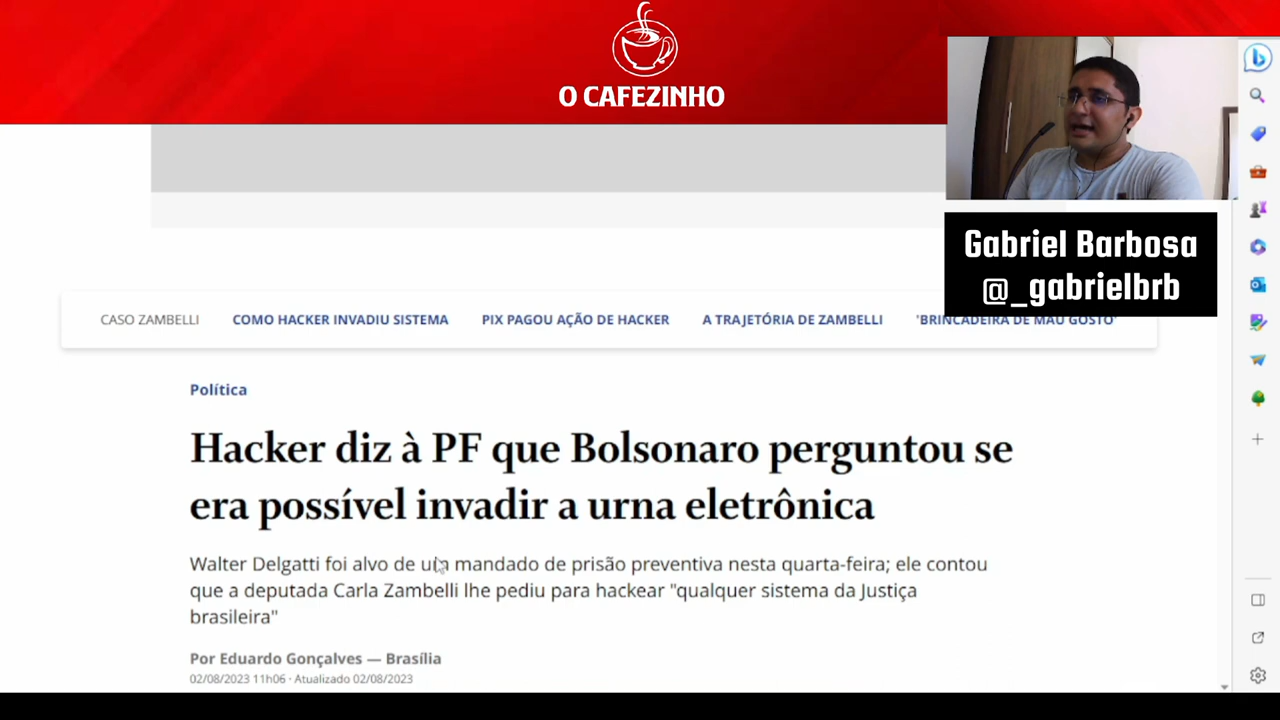 O CAFEZINHO
Gabriel Barbosa
@_gabrielbrb
CASO ZAMBELLI COMO HACKER INVADIU SISTEMA PIX PAGOU AÇÃO DE HACKER A TRAJETÓRIA DE ZAMBELLI 'BRINCADEIRA DE MAU GOSTO'
Política
Hacker diz à PF que Bolsonaro perguntou se
era possível invadir a urna eletrônica
Walter Delgatti foi alvo de um mandado de prisão preventiva nesta quarta-feira; ele contou
que a deputada Carla Zambelli lhe pediu para hackear "qualquer sistema da Justiça
brasileira"
Por Eduardo Gonçalves — Brasília
02/08/2023 11h06 · Atualizado 02/08/2023